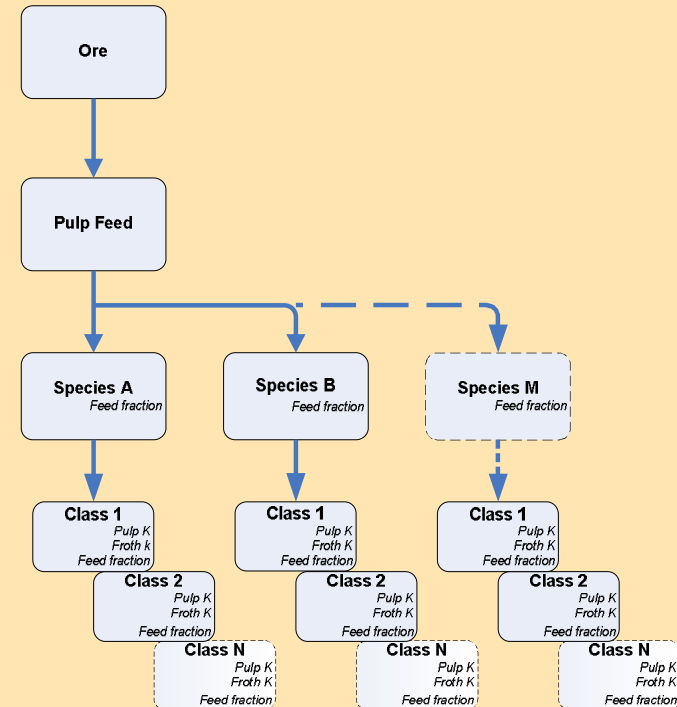 Ore
Pulp Feed
Species A
Feed fraction
Species B
Feed fraction
Species M
Feed fraction
Class 1
Pulp K
Froth k
Feed fraction
Class 2
Pulp K
Froth K
Feed fraction
Class N
Pulp K
Froth K
Feed fraction
Class 1
Pulp K
Froth K
Feed fraction
Class 2
Pulp K
Froth K
Feed fraction
Class N
Pulp K
Froth K
Feed fraction
Class 1
Pulp K
Froth K
Feed fraction
Class 2
Pulp K
Froth K
Feed fraction
Class N
Pulp K
Froth K
Feed fraction